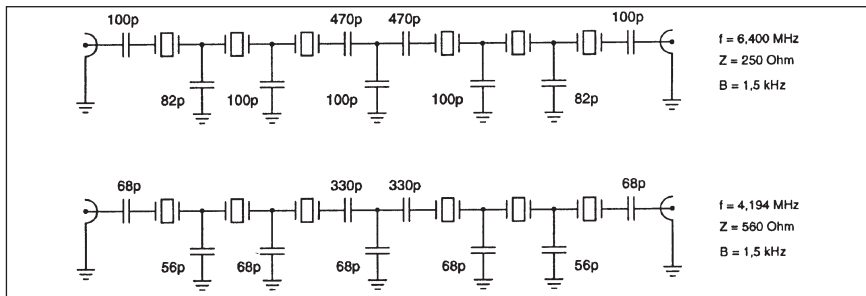 100p 470p 470p 100p
f = 6,400 MHz
Z = 250 Ohm
B = 1,5 kHz
82p 100p 100p 100p 82p
68p 330p 330p 68p
f = 4,194 MHz
Z = 560 Ohm
B = 1,5 kHz
56p 68p 68p 68p 56p